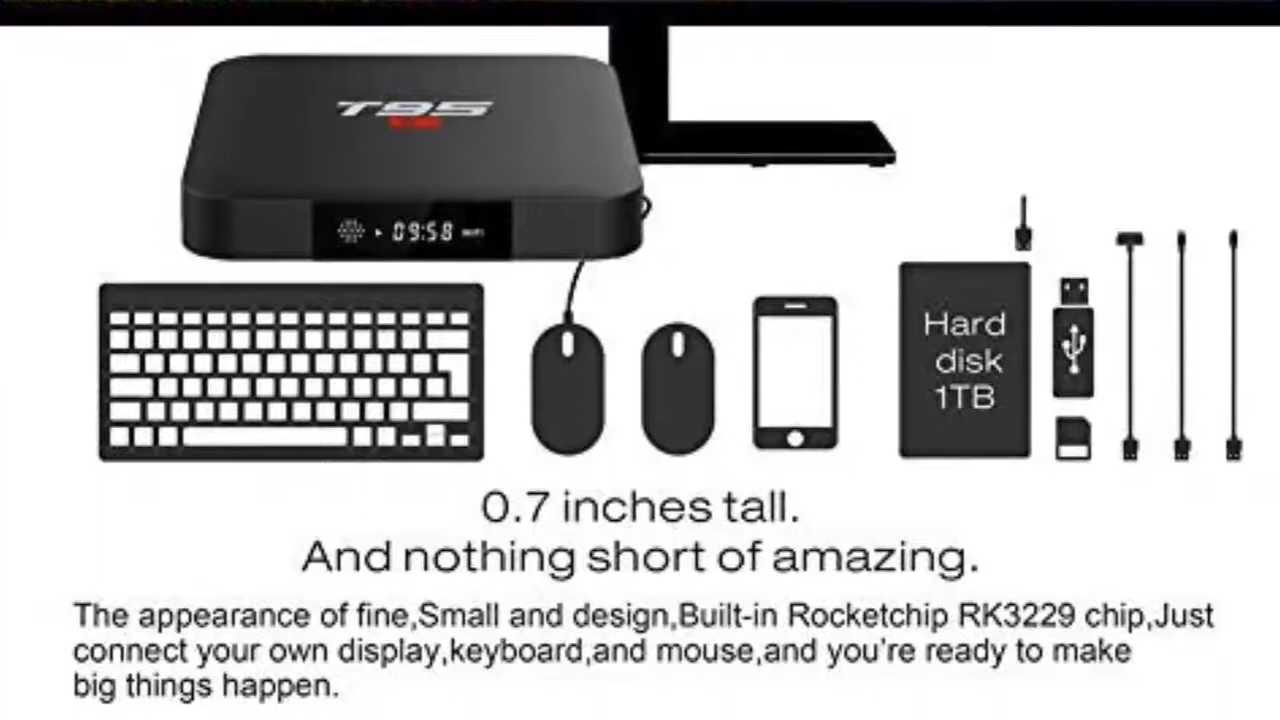 T95
09:58
Hard
disk
1TB
0.7 inches tall.
And nothing short of amazing.
The appearance of fine,Small and design,Built-in Rocketchip RK3229 chip,Just
connect your own display,keyboard,and mouse,and you're ready to make
big things happen.